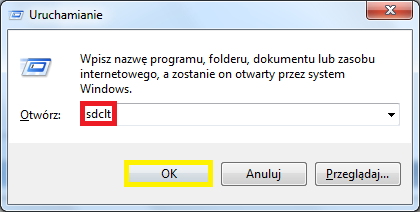 Uruchamianie
Wpisz nazwę programu, folderu, dokumentu lub zasobu
internetowego, a zostanie on otwarty przez system
Windows.
Otwórz: sdclt
OK Anuluj Przeglądaj...